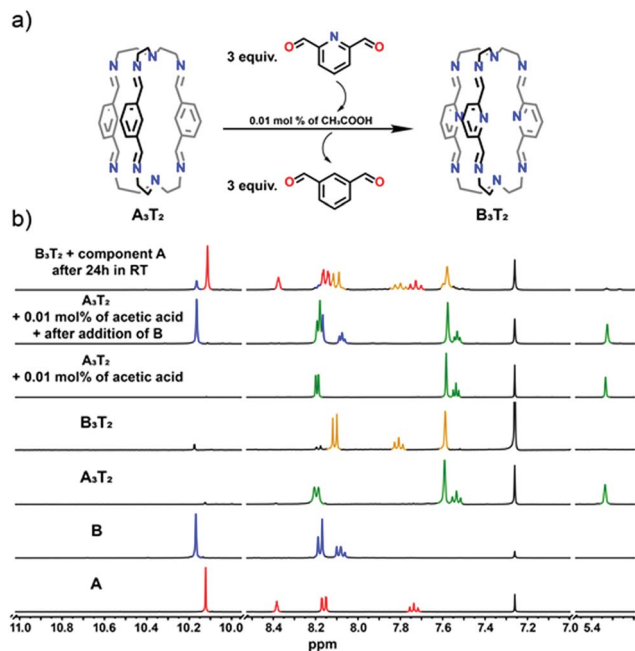 a)
3 equiv.
O
N
O
0.01 mol % of CH₃COOH
3 equiv.
O
O
N N N
N N N
N N N
N N N
N N N
N N N
N N N
N N N
A₃T₂
B₃T₂
b)
B₃T₂ + component A
after 24h in RT
A₃T₂
+ 0.01 mol% of acetic acid
+ after addition of B
A₃T₂
+ 0.01 mol% of acetic acid
B₃T₂
A₃T₂
B
A
11.0 10.8 10.6 10.4 10.2 10.0 8.4 8.2 8.0 7.8 7.6 7.4 7.2 7.0 5.4
ppm